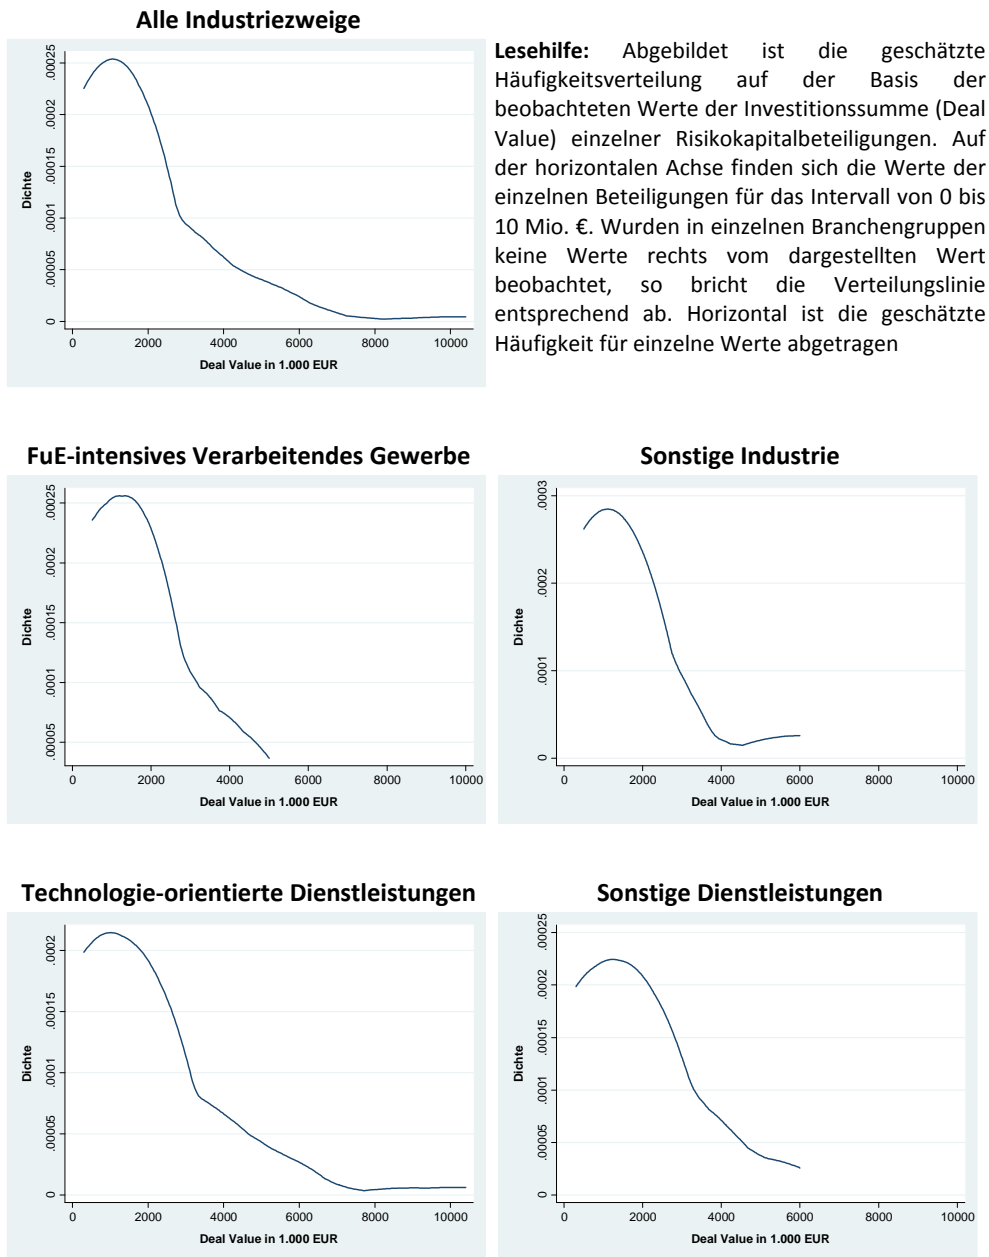 Alle Industriezweige
.00025
.0002
.00015
.0001
.00005
0
Dichte
0 2000 4000 6000 8000 10000
Deal Value in 1.000 EUR
Lesehilfe: Abgebildet ist die geschätzte
Häufigkeitsverteilung auf der Basis der
beobachteten Werte der Investitionssumme (Deal
Value) einzelner Risikokapitalbeteiligungen. Auf
der horizontalen Achse finden sich die Werte der
einzelnen Beteiligungen für das Intervall von 0 bis
10 Mio. €. Wurden in einzelnen Branchengruppen
keine Werte rechts vom dargestellten Wert
beobachtet, so bricht die Verteilungslinie
entsprechend ab. Horizontal ist die geschätzte
Häufigkeit für einzelne Werte abgetragen
FuE-intensives Verarbeitendes Gewerbe
.00025
.0002
.00015
.0001
.00005
Dichte
0 2000 4000 6000 8000 10000
Deal Value in 1.000 EUR
Sonstige Industrie
.0003
.0002
.0001
0
Dichte
0 2000 4000 6000 8000 10000
Deal Value in 1.000 EUR
Technologie-orientierte Dienstleistungen
.0002
.00015
.0001
.00005
0
Dichte
0 2000 4000 6000 8000 10000
Deal Value in 1.000 EUR
Sonstige Dienstleistungen
.00025
.0002
.00015
.0001
.00005
0
Dichte
0 2000 4000 6000 8000 10000
Deal Value in 1.000 EUR